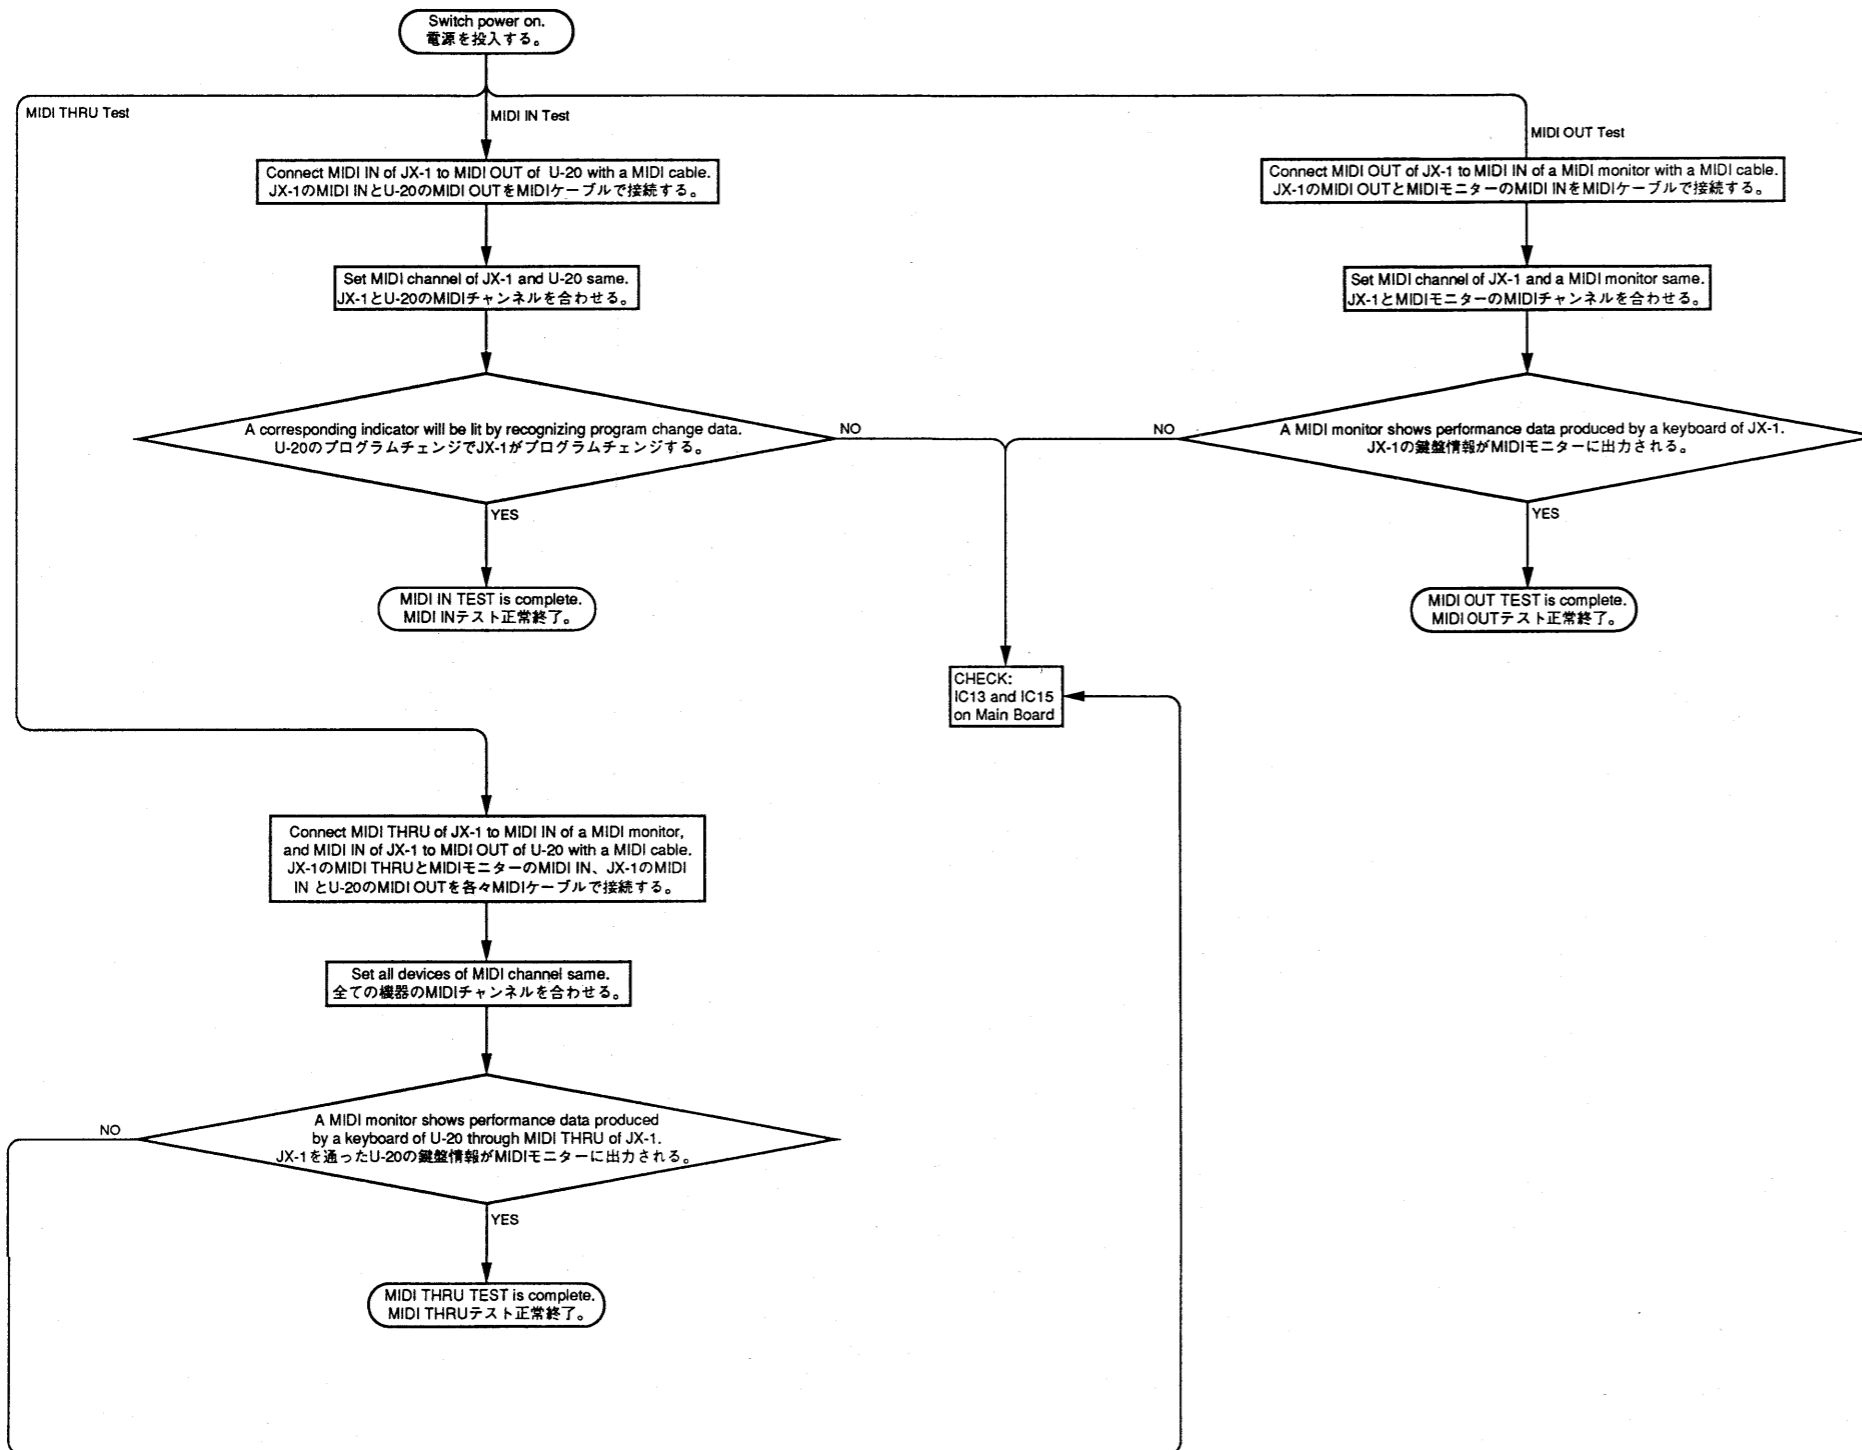 Switch power on.
電源を投入する。
MIDI THRU Test
MIDI IN Test
MIDI OUT Test
Connect MIDI IN of JX-1 to MIDI OUT of U-20 with a MIDI cable.
JX-1のMIDI INとU-20のMIDI OUTをMIDIケーブルで接続する。
Connect MIDI OUT of JX-1 to MIDI IN of a MIDI monitor with a MIDI cable.
JX-1のMIDI OUTとMIDIモニターのMIDI INをMIDIケーブルで接続する。
Set MIDI channel of JX-1 and U-20 same.
JX-1とU-20のMIDIチャンネルを合わせる。
Set MIDI channel of JX-1 and a MIDI monitor same.
JX-1とMIDIモニターのMIDIチャンネルを合わせる。
A corresponding indicator will be lit by recognizing program change data.
U-20のプログラムチェンジでJX-1がプログラムチェンジする。
NO
NO
A MIDI monitor shows performance data produced by a keyboard of JX-1.
JX-1の鍵盤情報がMIDIモニターに出力される。
YES
YES
MIDI IN TEST is complete.
MIDI INテスト正常終了。
MIDI OUT TEST is complete.
MIDI OUTテスト正常終了。
CHECK:
IC13 and IC15
on Main Board
Connect MIDI THRU of JX-1 to MIDI IN of a MIDI monitor,
and MIDI IN of JX-1 to MIDI OUT of U-20 with a MIDI cable.
JX-1のMIDI THRUとMIDIモニターのMIDI IN、JX-1のMIDI
IN とU-20のMIDI OUTを各々MIDIケーブルで接続する。
Set all devices of MIDI channel same.
全ての機器のMIDIチャンネルを合わせる。
NO
A MIDI monitor shows performance data produced
by a keyboard of U-20 through MIDI THRU of JX-1.
JX-1を通ったU-20の鍵盤情報がMIDIモニターに出力される。
YES
MIDI THRU TEST is complete.
MIDI THRUテスト正常終了。